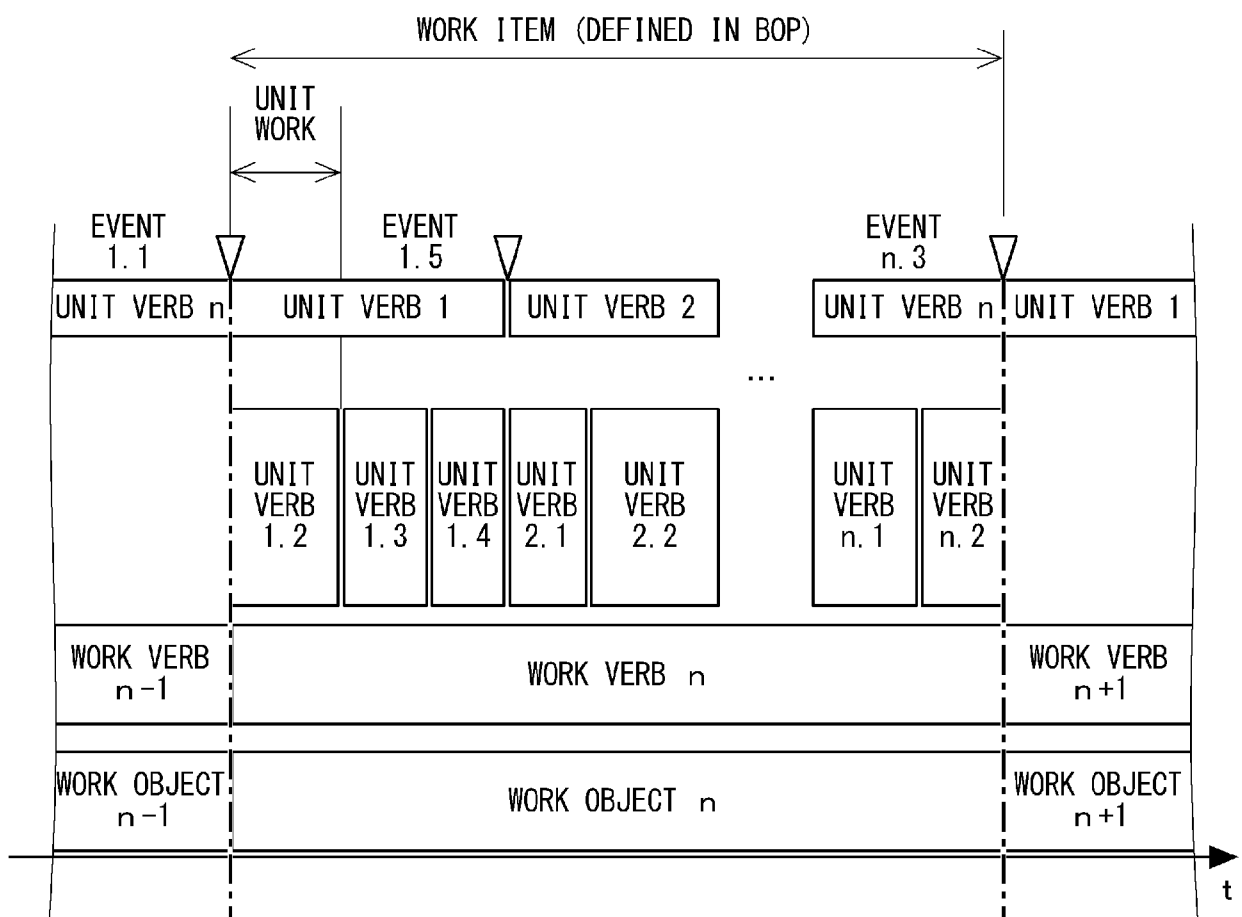 WORK ITEM (DEFINED IN BOP)
UNIT
WORK
EVENT
1.1
EVENT
1.5
EVENT
n.3
UNIT VERB n
UNIT VERB 1
UNIT VERB 2
UNIT VERB n
UNIT VERB 1
...
UNIT
VERB
1.2
UNIT
VERB
1.3
UNIT
VERB
1.4
UNIT
VERB
2.1
UNIT
VERB
2.2
UNIT
VERB
n.1
UNIT
VERB
n.2
WORK VERB
n-1
WORK VERB n
WORK VERB
n+1
WORK OBJECT
n-1
WORK OBJECT n
WORK OBJECT
n+1
t